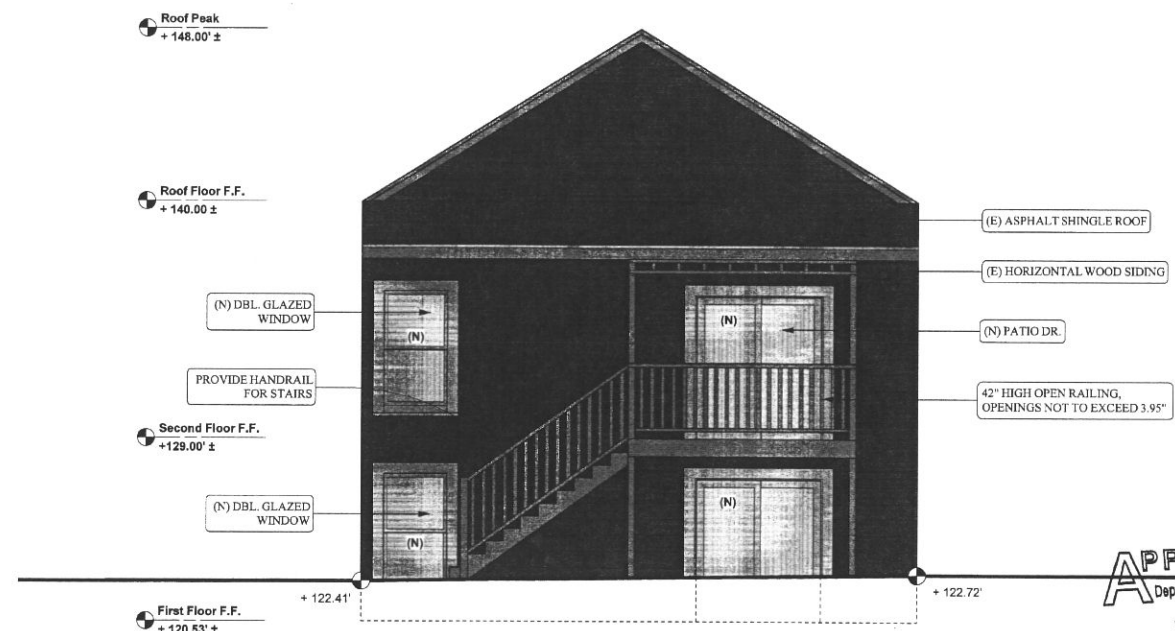 Roof Peak
+ 148.00' ±
Roof Floor F.F.
+ 140.00 ±
(E) ASPHALT SHINGLE ROOF
(E) HORIZONTAL WOOD SIDING
(N) DBL. GLAZED
WINDOW
(N)
(N)
(N) PATIO DR.
PROVIDE HANDRAIL
FOR STAIRS
42" HIGH OPEN RAILING,
OPENINGS NOT TO EXCEED 3.95"
Second Floor F.F.
+129.00' ±
(N) DBL. GLAZED
WINDOW
(N)
(N)
+ 122.41'
+ 122.72'
First Floor F.F.
+ 120.53' ±